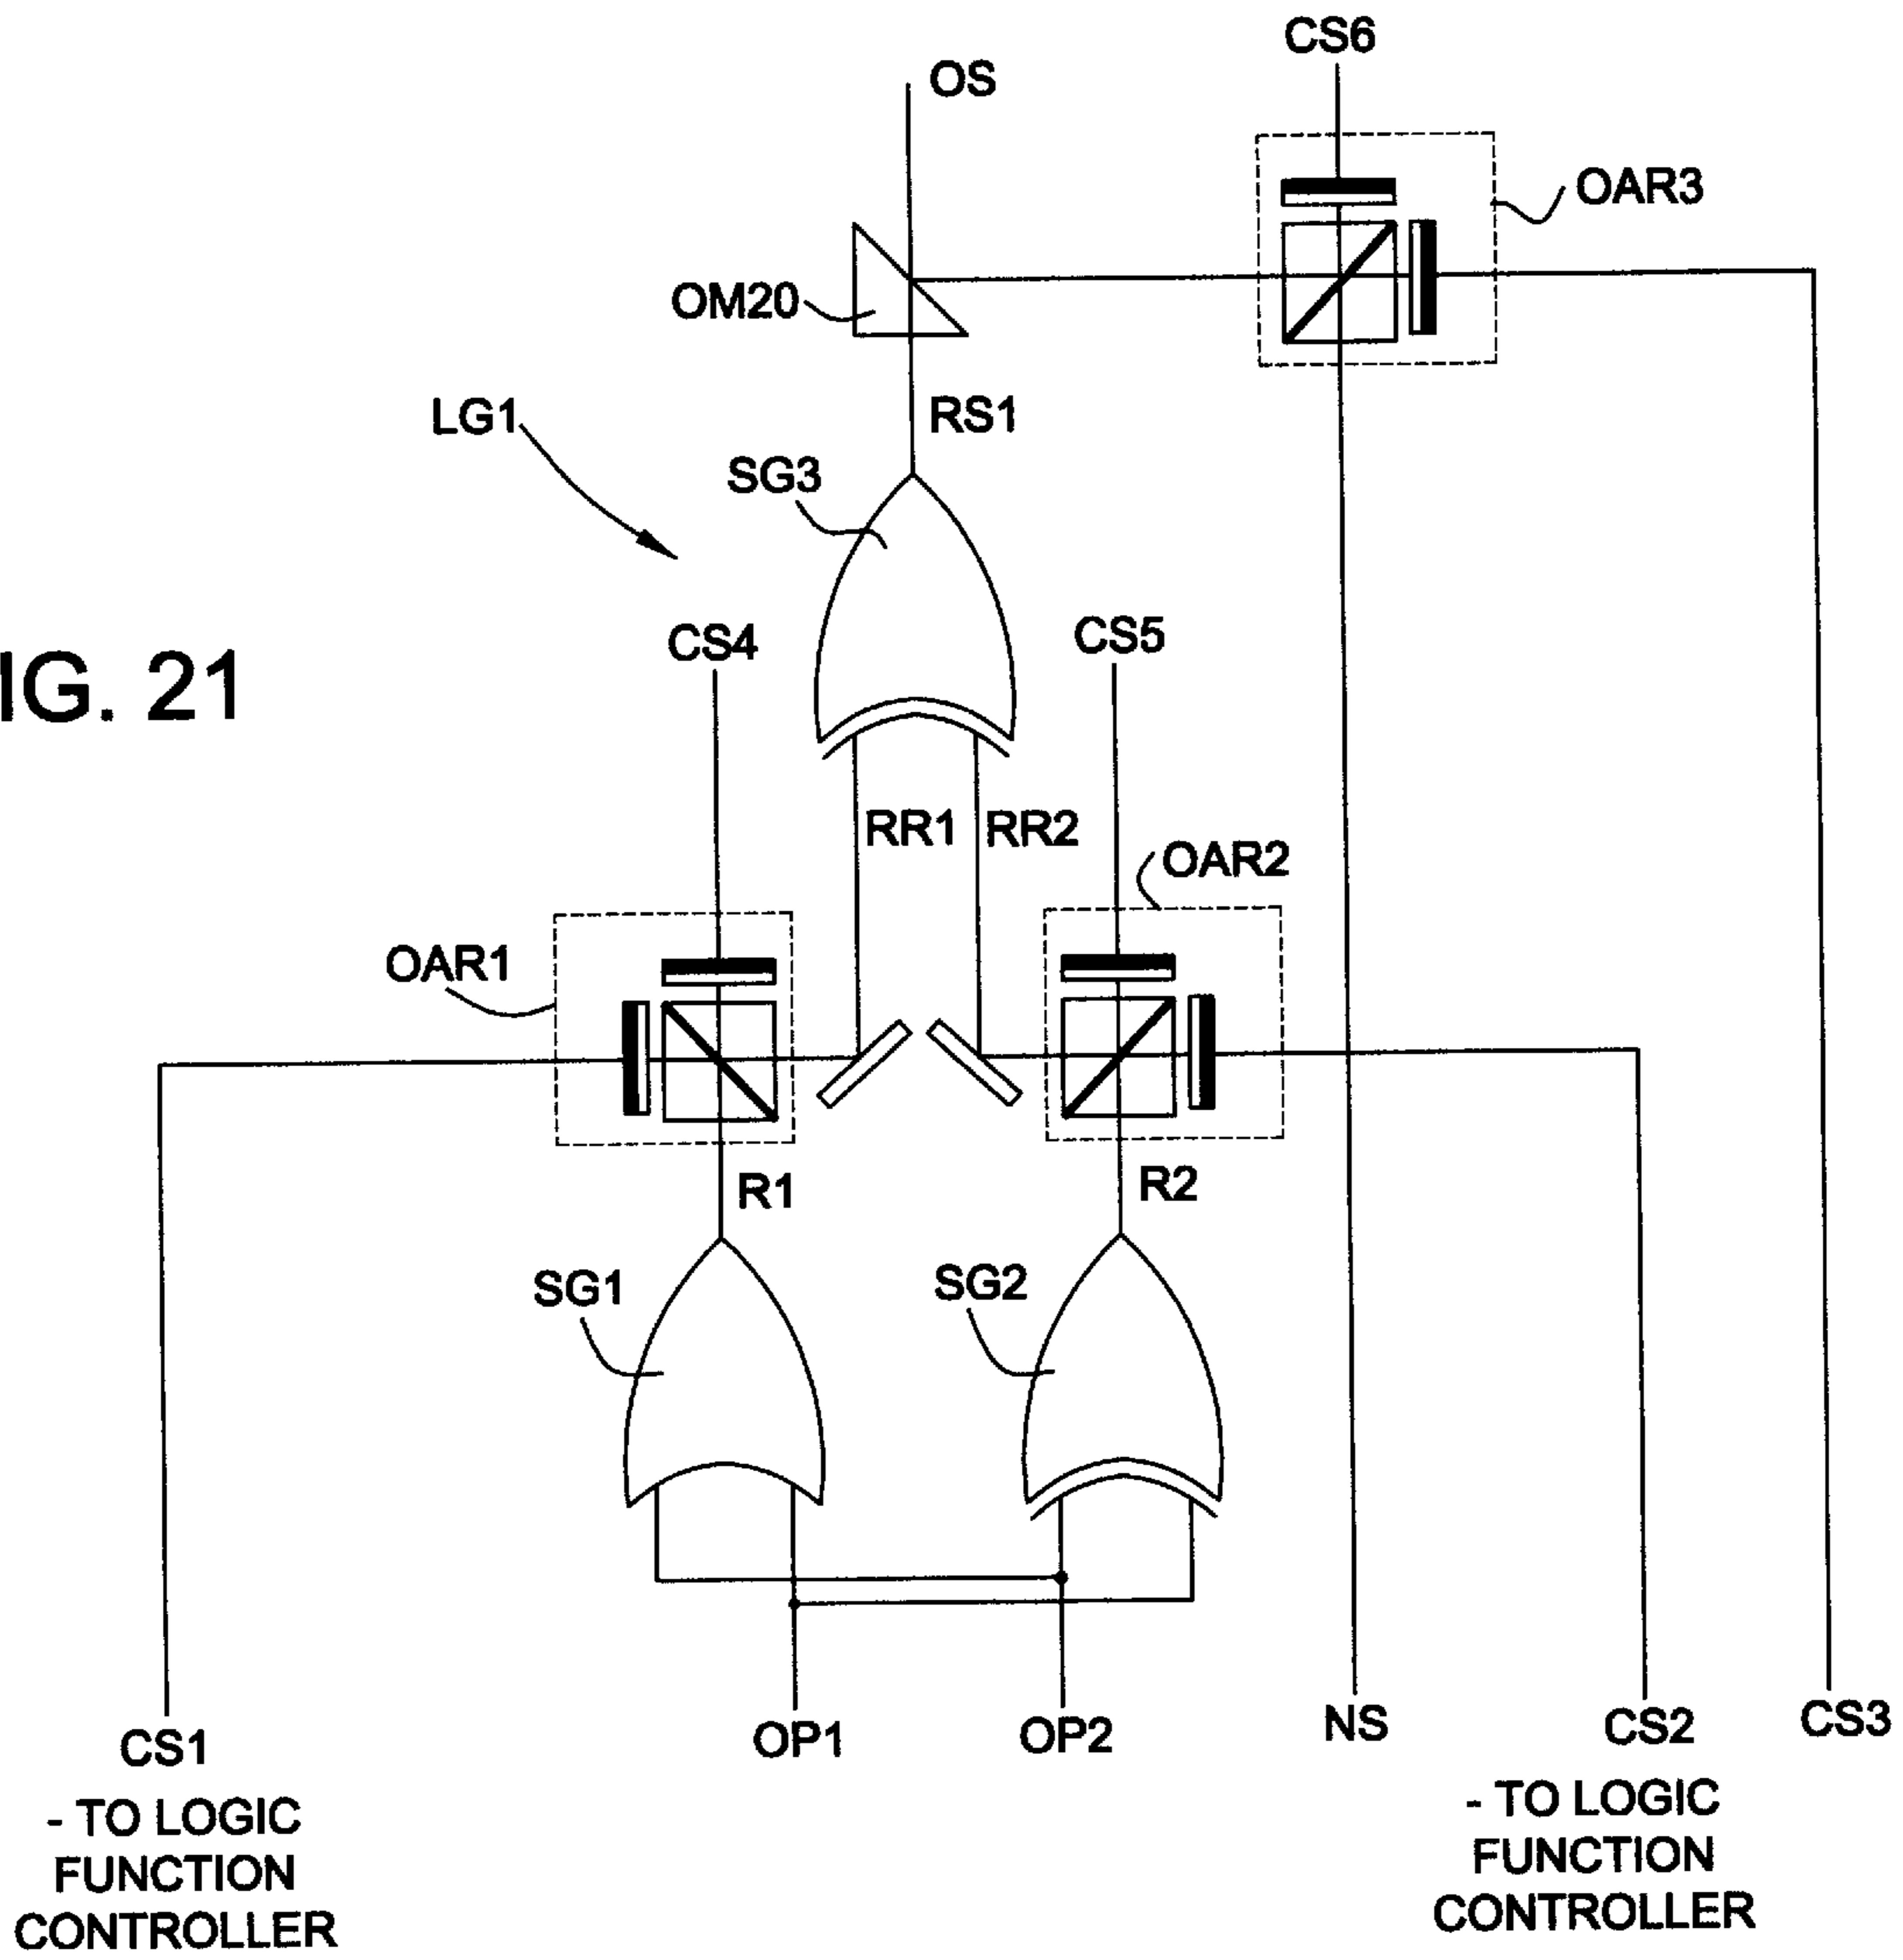 CS6
OS
OAR3
OM20
LG1
RS1
SG3
IG. 21
CS4
CS5
RR1
RR2
OAR2
OAR1
R1
R2
SG1
SG2
OP1
OP2
NS
CS2
CS3
CS1
- TO LOGIC
FUNCTION
CONTROLLER
- TO LOGIC
FUNCTION
CONTROLLER